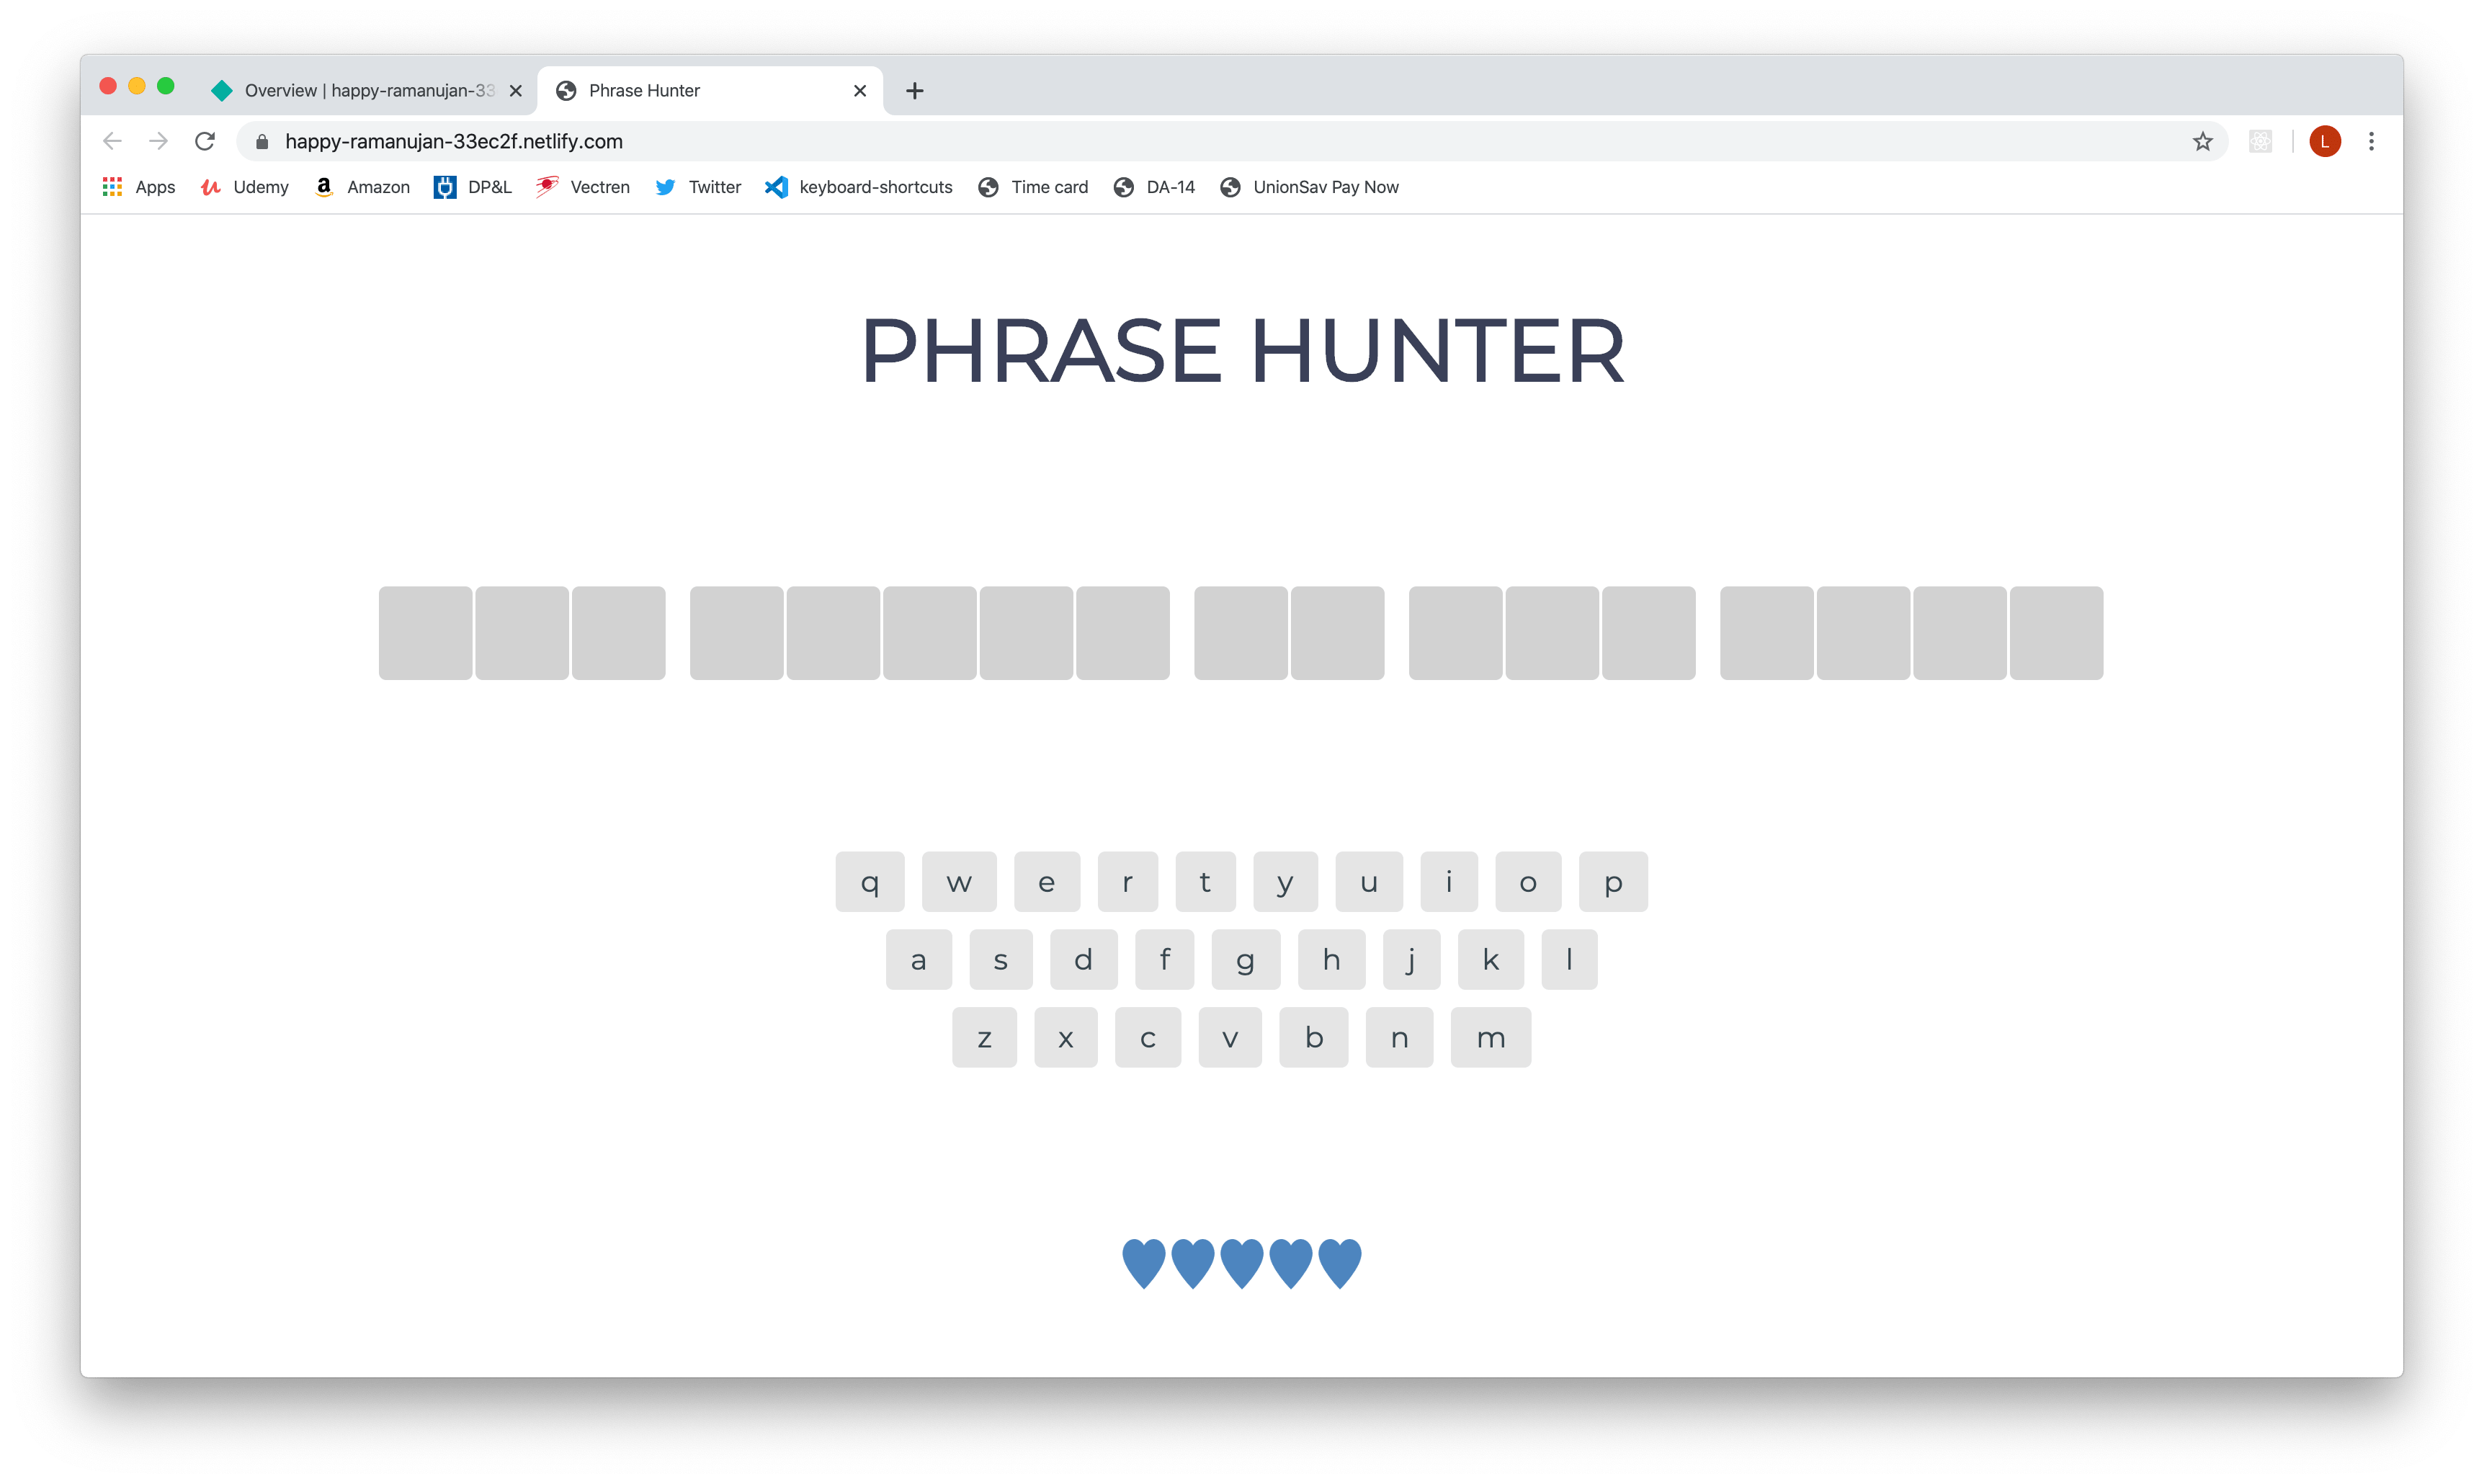 Overview | happy-ramanujan-33
Phrase Hunter
happy-ramanujan-33ec2f.netlify.com
L
Apps Udemy Amazon DP&L Vectren Twitter keyboard-shortcuts Time card DA-14 UnionSav Pay Now
PHRASE HUNTER
q w e r t y u i o p
a s d f g h j k l
z x c v b n m